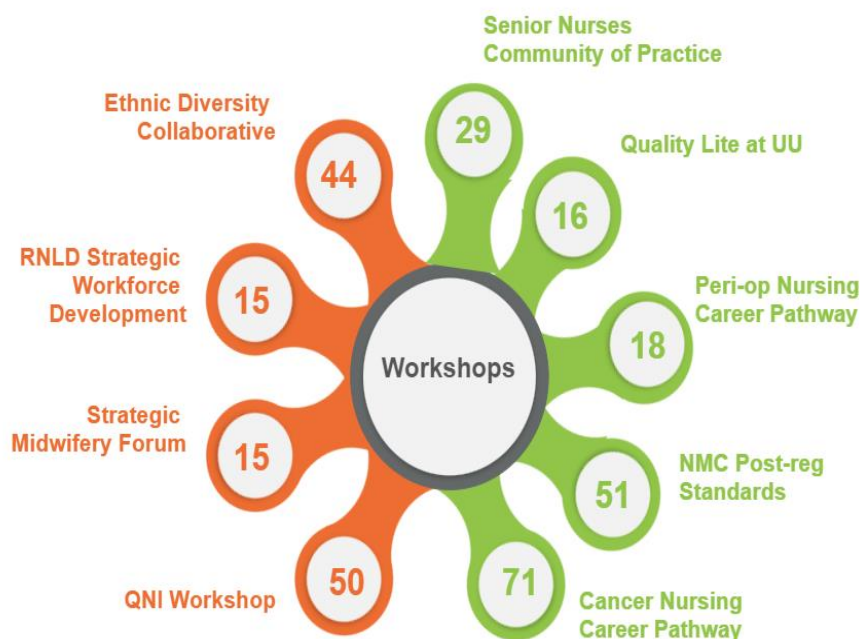 Senior Nurses
Community of Practice
29
Quality Lite at UU
16
Peri-op Nursing
Career Pathway
18
NMC Post-reg
Standards
51
Cancer Nursing
Career Pathway
71
QNI Workshop
50
Strategic
Midwifery Forum
15
RNLD Strategic
Workforce
Development
15
Ethnic Diversity
Collaborative
44
Workshops